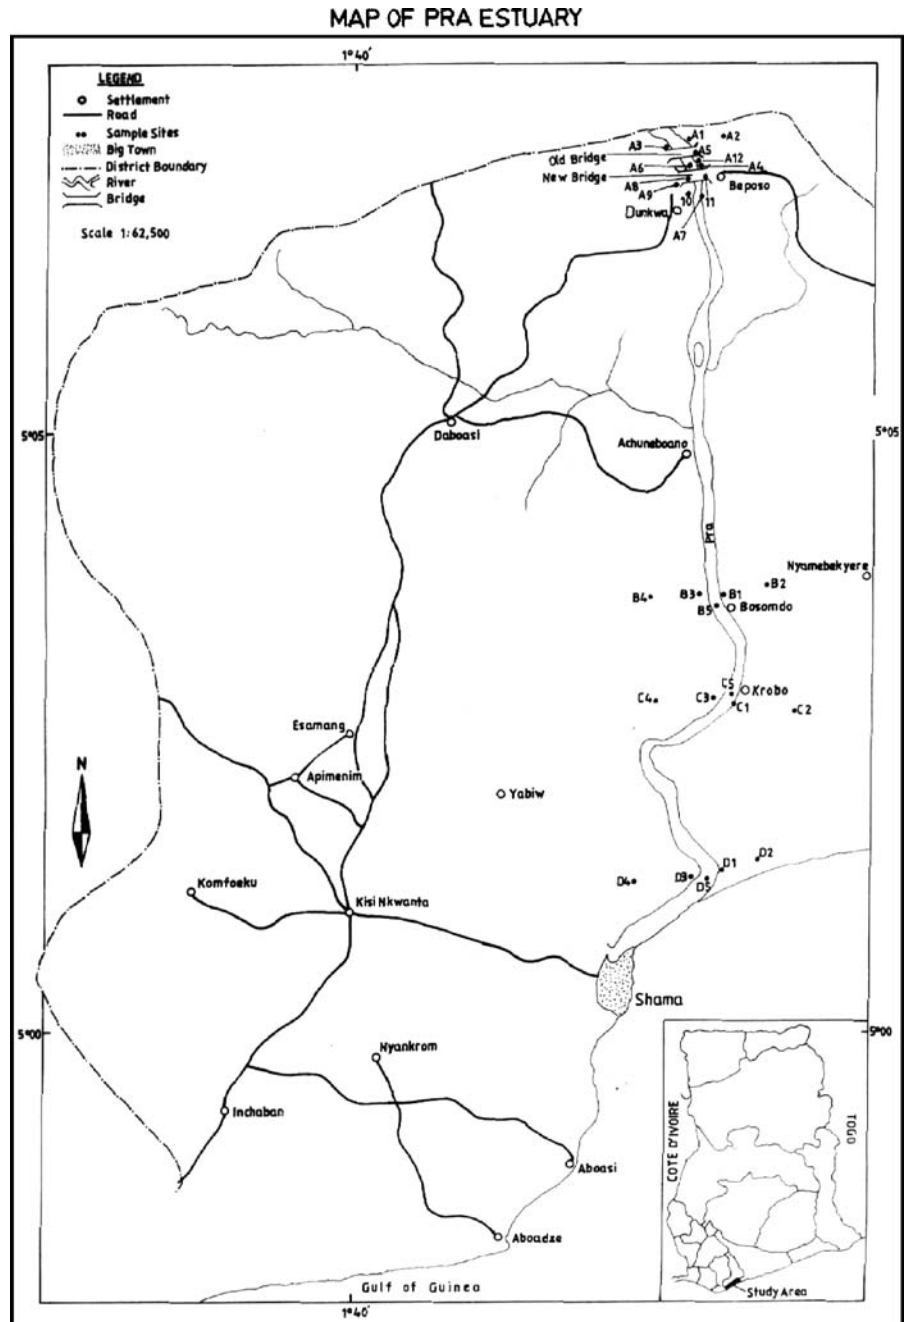 MAP OF PRA ESTUARY
1°40'
LEGEND
Settlement
Road
Sample Sites
Big Town
District Boundary
River
Bridge
Scale 1:62,500
A1
A2
A3
A5
Old Bridge
A12
A6
A4
New Bridge
A8
Beposo
A9
10
11
Dunkwa
A7
Daboasi
5°05
5°05
Achuneboano
Pra
Nyamebekyere
B2
B4
B3
B1
B5
Bosomdo
C5
Krobo
C4
C3
C1
C2
Esamang
N
Apimenim
Yabiw
D2
D1
D4
D3
D5
Komfoeku
Kisi Nkwanta
Shama
5°00
5°00
Nyankrom
Inchaban
COTE D'IVOIRE
TOGO
Aboasi
Aboadze
Gulf of Guinea
Study Area
1°40'